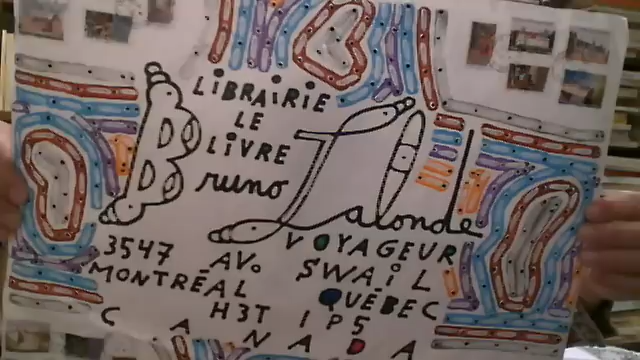 LiBRAiRiE
LE
LiVRE
VOYAGEUR
Bruno Lalonde
3547 AV. SWAiL
MONTRÉAL QUÉBEC
H3T 1P5
CANADA